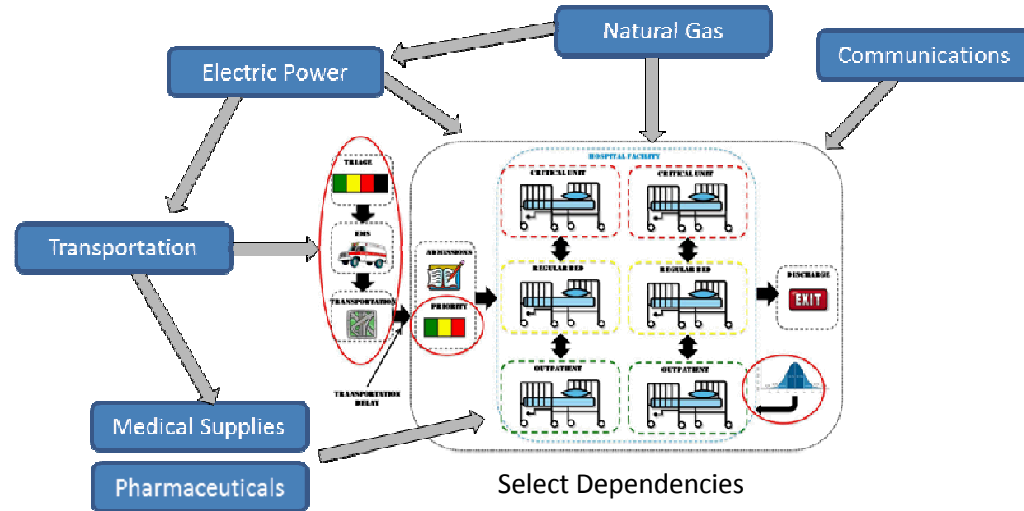 Natural Gas
Communications
Electric Power
HOSPITAL FACILITY
TRIAGE
CRITICAL UNIT
CRITICAL UNIT
EMS
Transportation
ADMISSIONS
REGULAR BED
REGULAR BED
DISCHARGE
EXIT
TRANSPORTATION
PRIORITY
OUTPATIENT
OUTPATIENT
TRANSPORTATION
DELAY
Medical Supplies
Pharmaceuticals
Select Dependencies